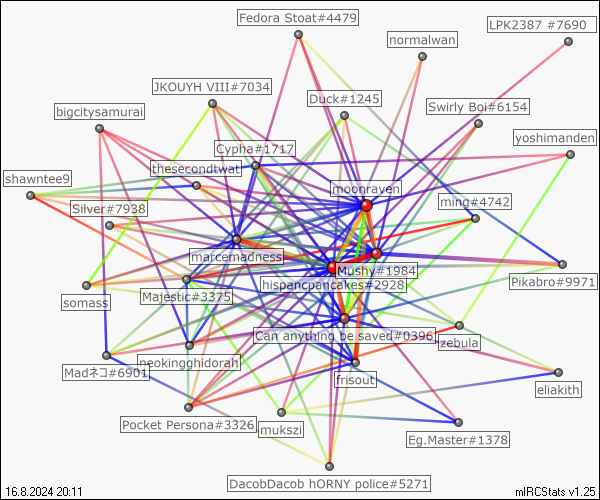 Fedora Stoat#4479
LPK2387 #7690
normalwan
JKOUYH VIII#7034
Duck#1245
Swirly Boi#6154
bigcitysamurai
yoshimanden
Cypha#1717
thesecondtwat
shawntee9
moonraven
Silver#7938
ming#4742
marcemadness
Mushy#1984
Pikabro#9971
hispancpancakes#2928
somass
Majestic#3375
Can anything be saved#0396
zebula
Madネコ#6901
neokingghidorah
frisout
eliakith
Pocket Persona#3326
mukszi
Eg.Master#1378
DacobDacob hORNY police#5271
16.8.2024 20:11
mIRCStats v1.25